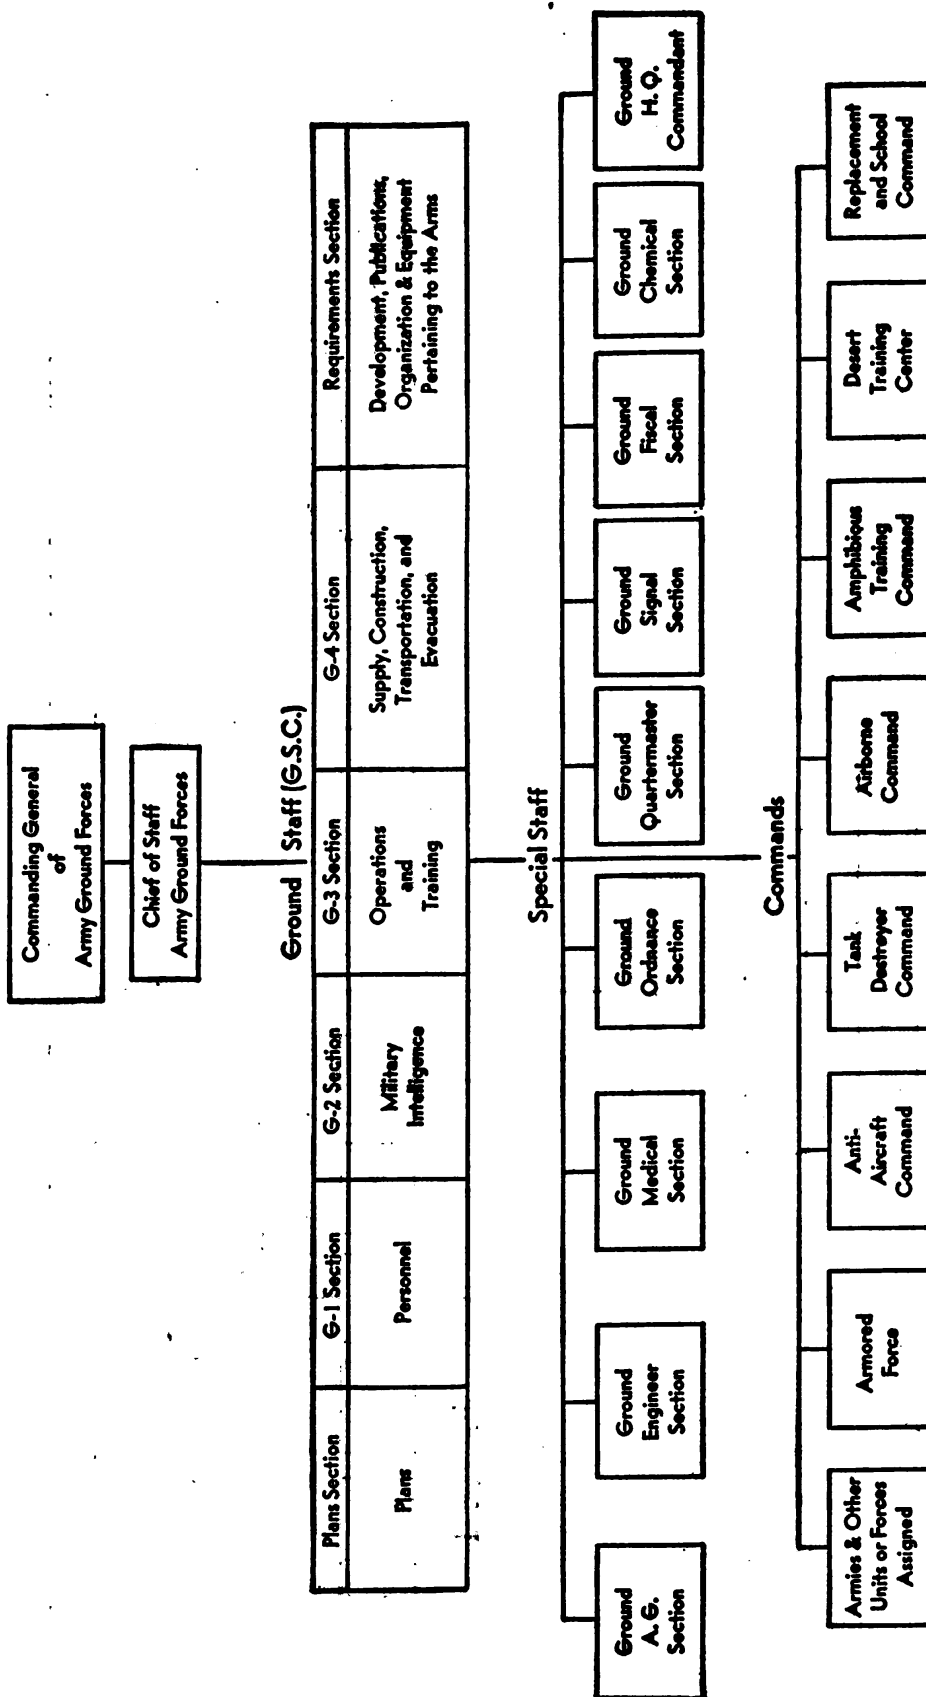 Commanding General
of
Army Ground Forces
Chief of Staff
Army Ground Forces
Ground Staff (G.S.C.)
Plans Section
G-1 Section
G-2 Section
G-3 Section
G-4 Section
Requirements Section
Plans
Personnel
Military
Intelligence
Operations
and
Training
Supply, Construction,
Transportation, and
Evacuation
Development, Publications,
Organization & Equipment
Pertaining to the Arms
Special Staff
Ground
A. G.
Section
Ground
Engineer
Section
Ground
Medical
Section
Ground
Ordnance
Section
Ground
Quartermaster
Section
Ground
Signal
Section
Ground
Fiscal
Section
Ground
Chemical
Section
Ground
H. Q.
Commandant
Commands
Armies & Other
Units or Forces
Assigned
Armored
Force
Anti-
Aircraft
Command
Tank
Destroyer
Command
Airborne
Command
Amphibious
Training
Command
Desert
Training
Center
Replacement
and School
Command